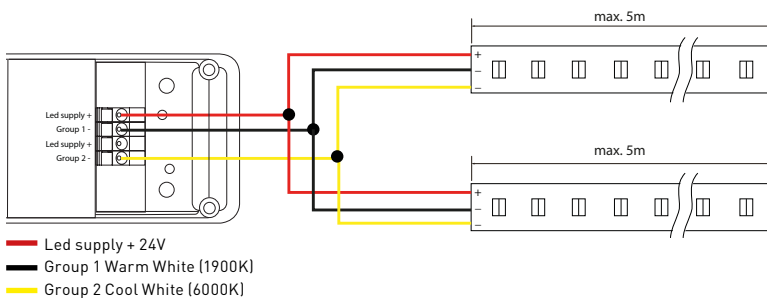 max. 5m
+
−
−
Led supply +
Group 1 -
Led supply +
Group 2 -
max. 5m
+
−
−
Led supply + 24V
Group 1 Warm White (1900K)
Group 2 Cool White (6000K)